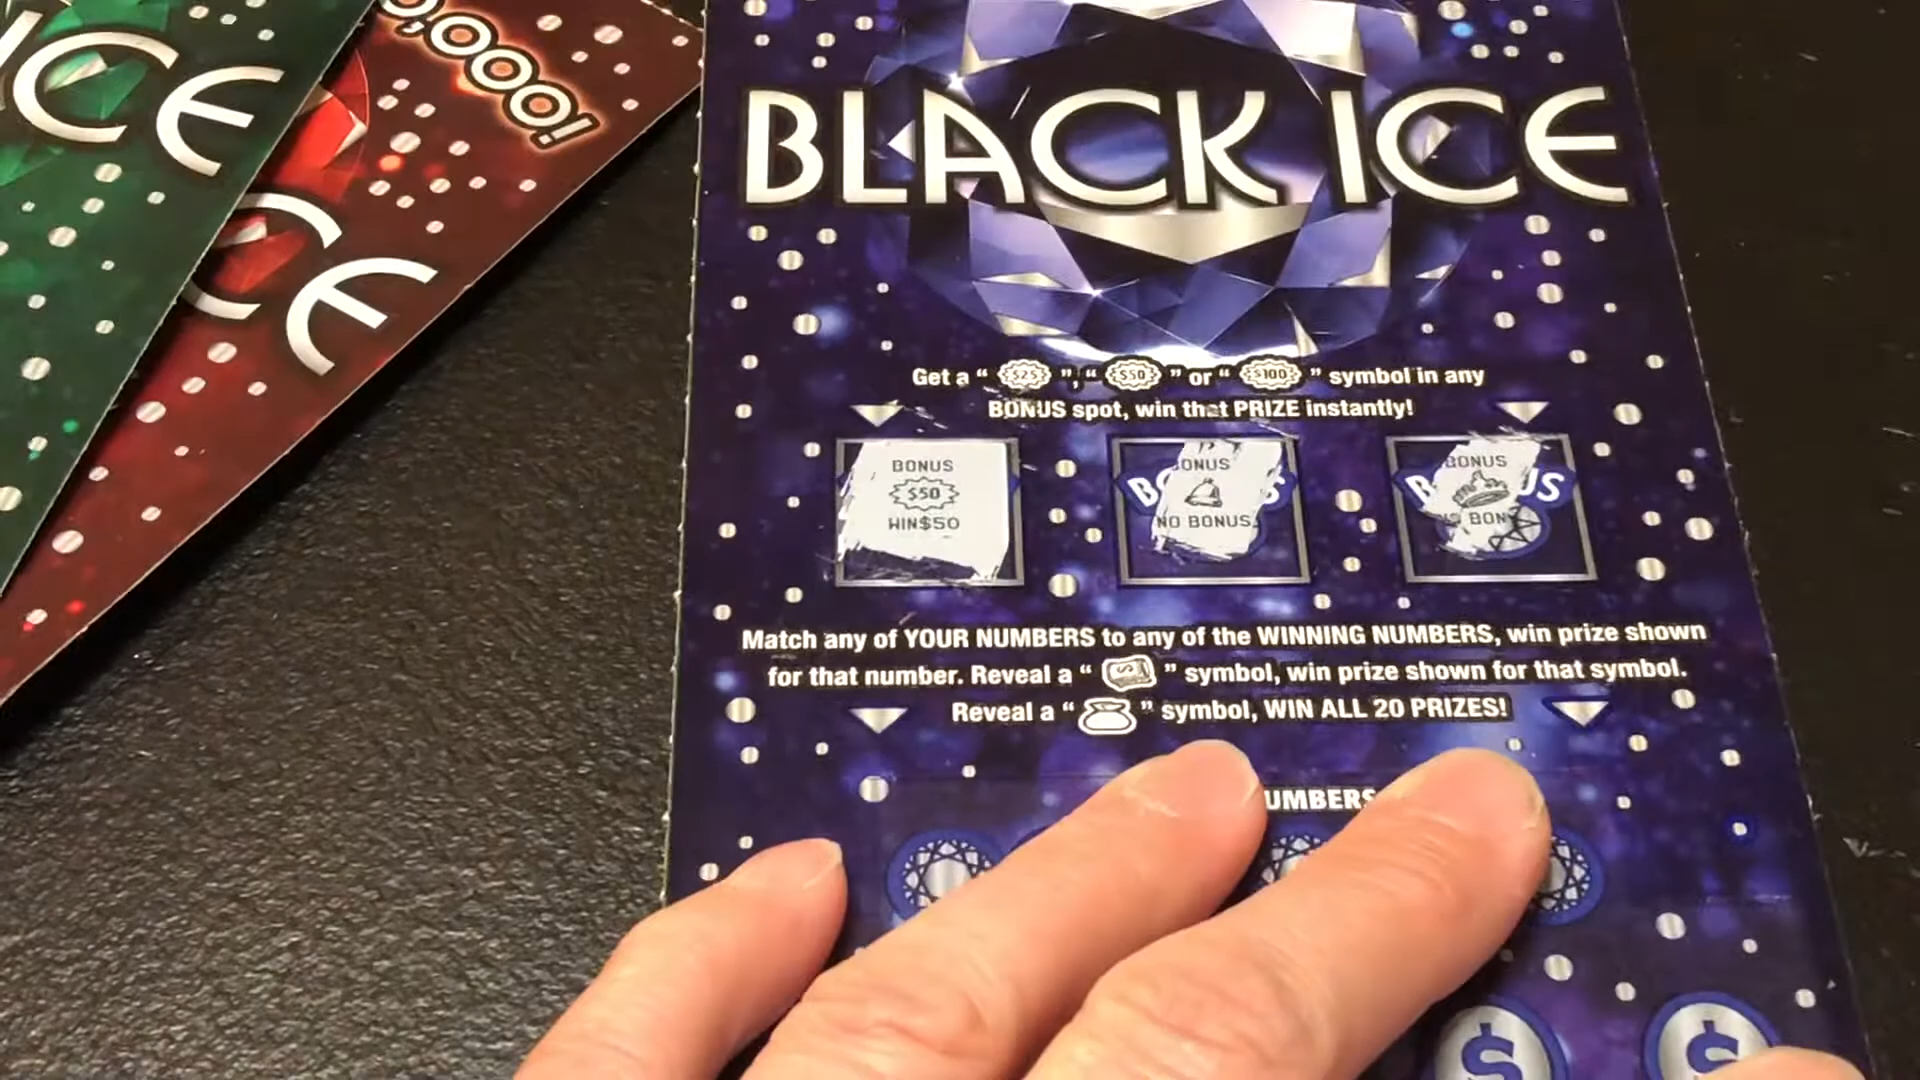 ICE
0,000!
CE
BLACK ICE
Get a " $25 ", " $50 " or " $100 " symbol in any
BONUS spot, win that PRIZE instantly!
BONUS
$50
WIN$50
BONUS
NO BONUS
BONUS
BON
Match any of YOUR NUMBERS to any of the WINNING NUMBERS, win prize shown
for that number. Reveal a " " symbol, win prize shown for that symbol.
Reveal a " " symbol, WIN ALL 20 PRIZES!
UMBERS
$ $